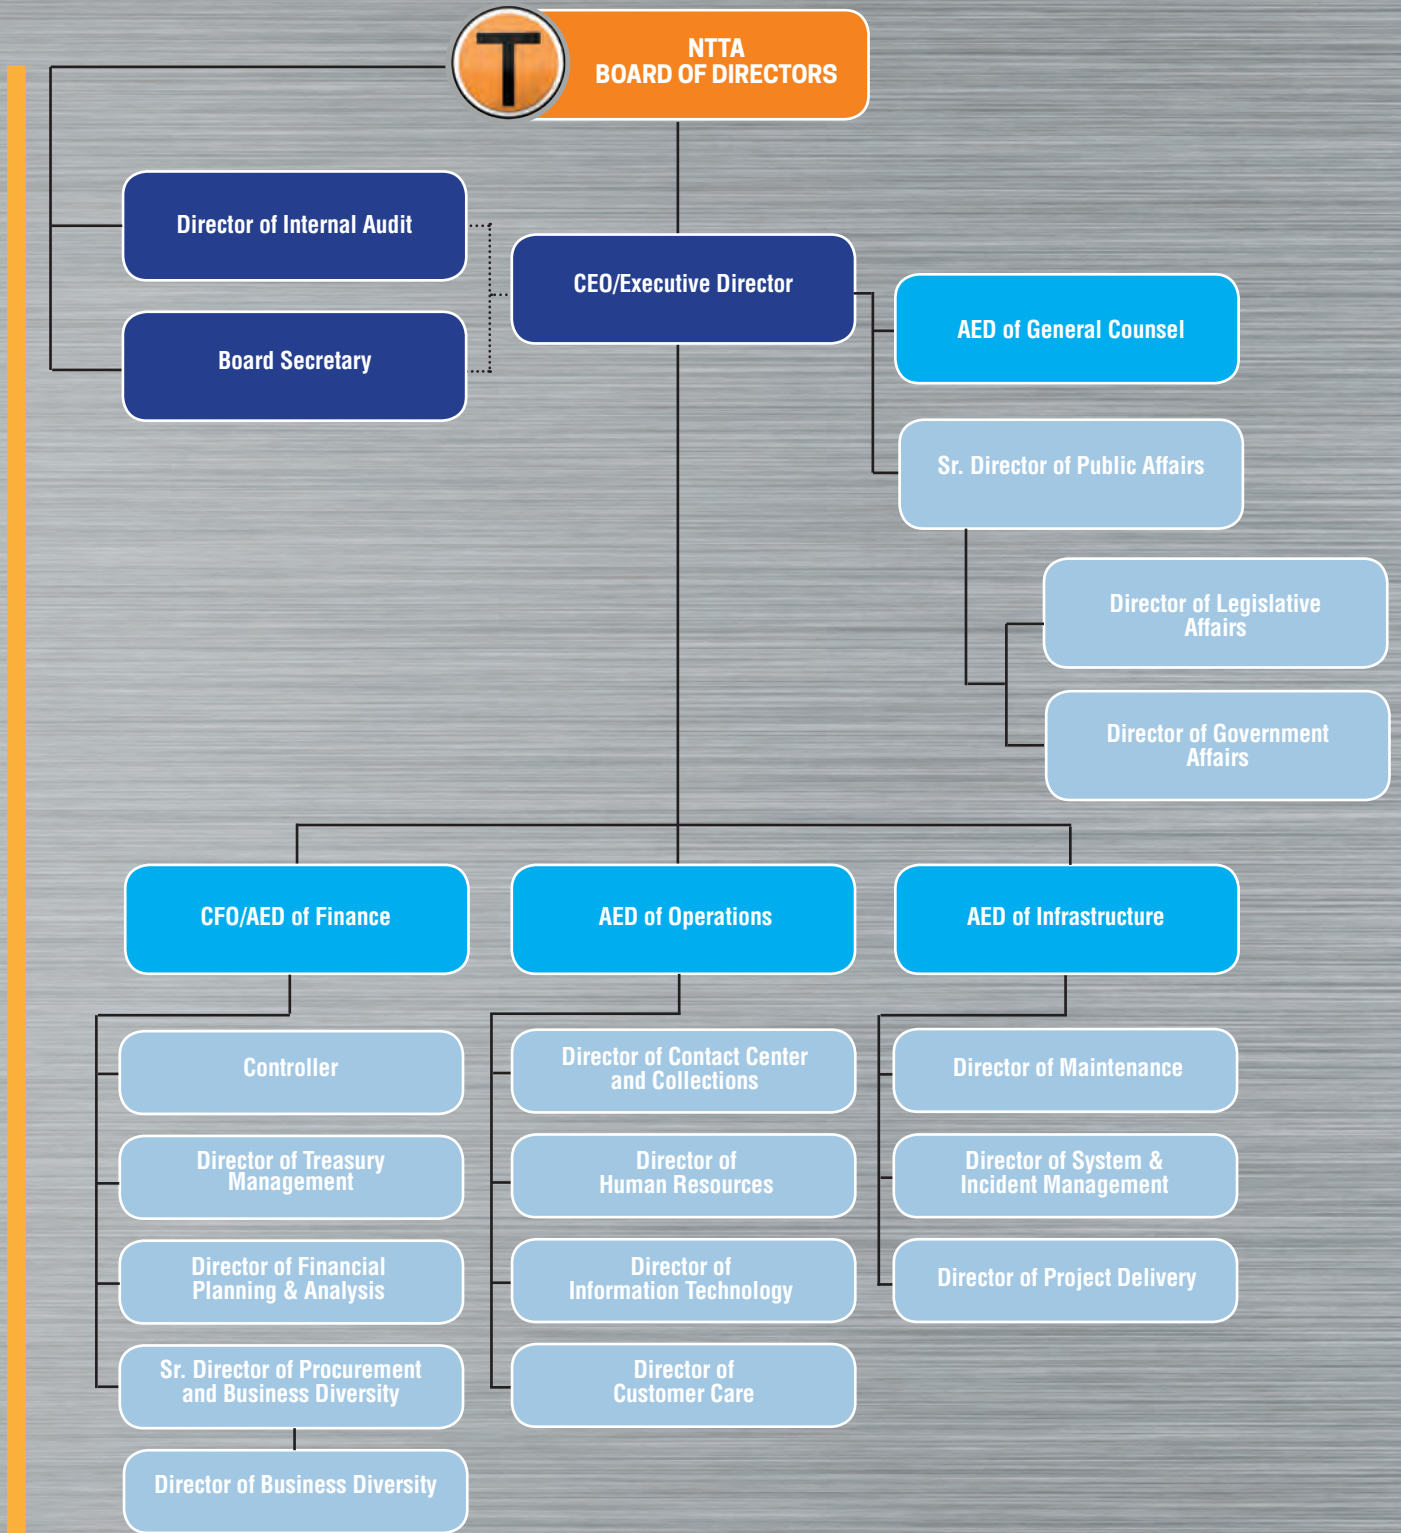 T
NTTA
BOARD OF DIRECTORS
Director of Internal Audit
CEO/Executive Director
Board Secretary
AED of General Counsel
Sr. Director of Public Affairs
Director of Legislative
Affairs
Director of Government
Affairs
CFO/AED of Finance
AED of Operations
AED of Infrastructure
Controller
Director of Treasury
Management
Director of Financial
Planning & Analysis
Sr. Director of Procurement
and Business Diversity
Director of Business Diversity
Director of Contact Center
and Collections
Director of
Human Resources
Director of
Information Technology
Director of
Customer Care
Director of Maintenance
Director of System &
Incident Management
Director of Project Delivery